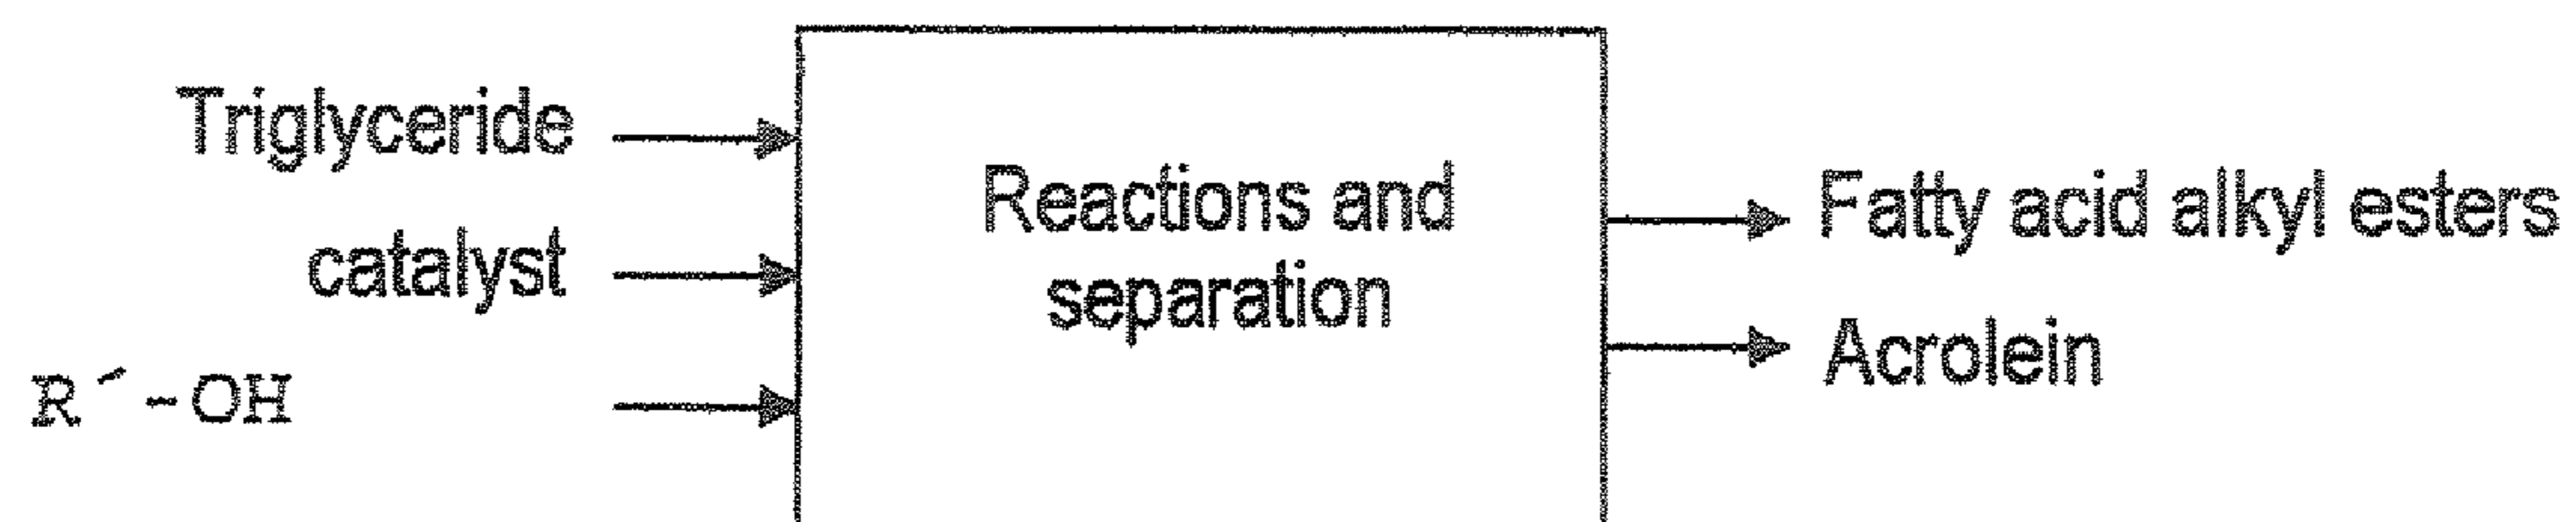 Triglyceride
catalyst
R´-OH
Reactions and
separation
Fatty acid alkyl esters
Acrolein